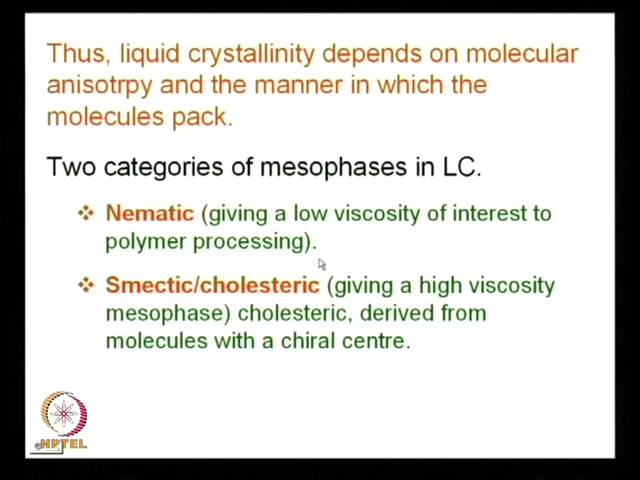 Thus, liquid crystallinity depends on molecular
anisotrpy and the manner in which the
molecules pack.
Two categories of mesophases in LC.
Nematic (giving a low viscosity of interest to
polymer processing).
Smectic/cholesteric (giving a high viscosity
mesophase) cholesteric, derived from
molecules with a chiral centre.
NPTEL